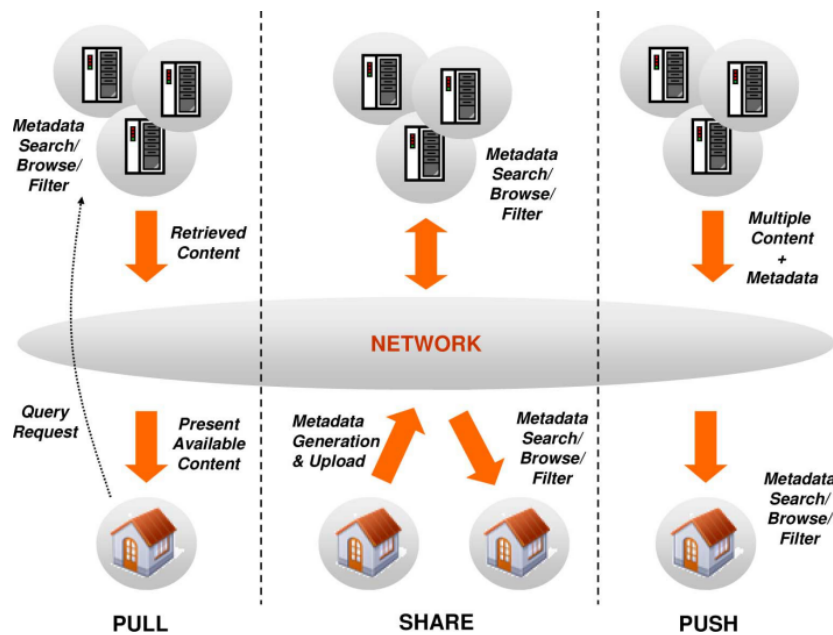 Metadata
Search/
Browse/
Filter
Retrieved
Content
Query
Request
Present
Available
Content
PULL
Metadata
Search/
Browse/
Filter
NETWORK
Metadata
Generation
& Upload
Metadata
Search/
Browse/
Filter
SHARE
Multiple
Content
+
Metadata
Metadata
Search/
Browse/
Filter
PUSH